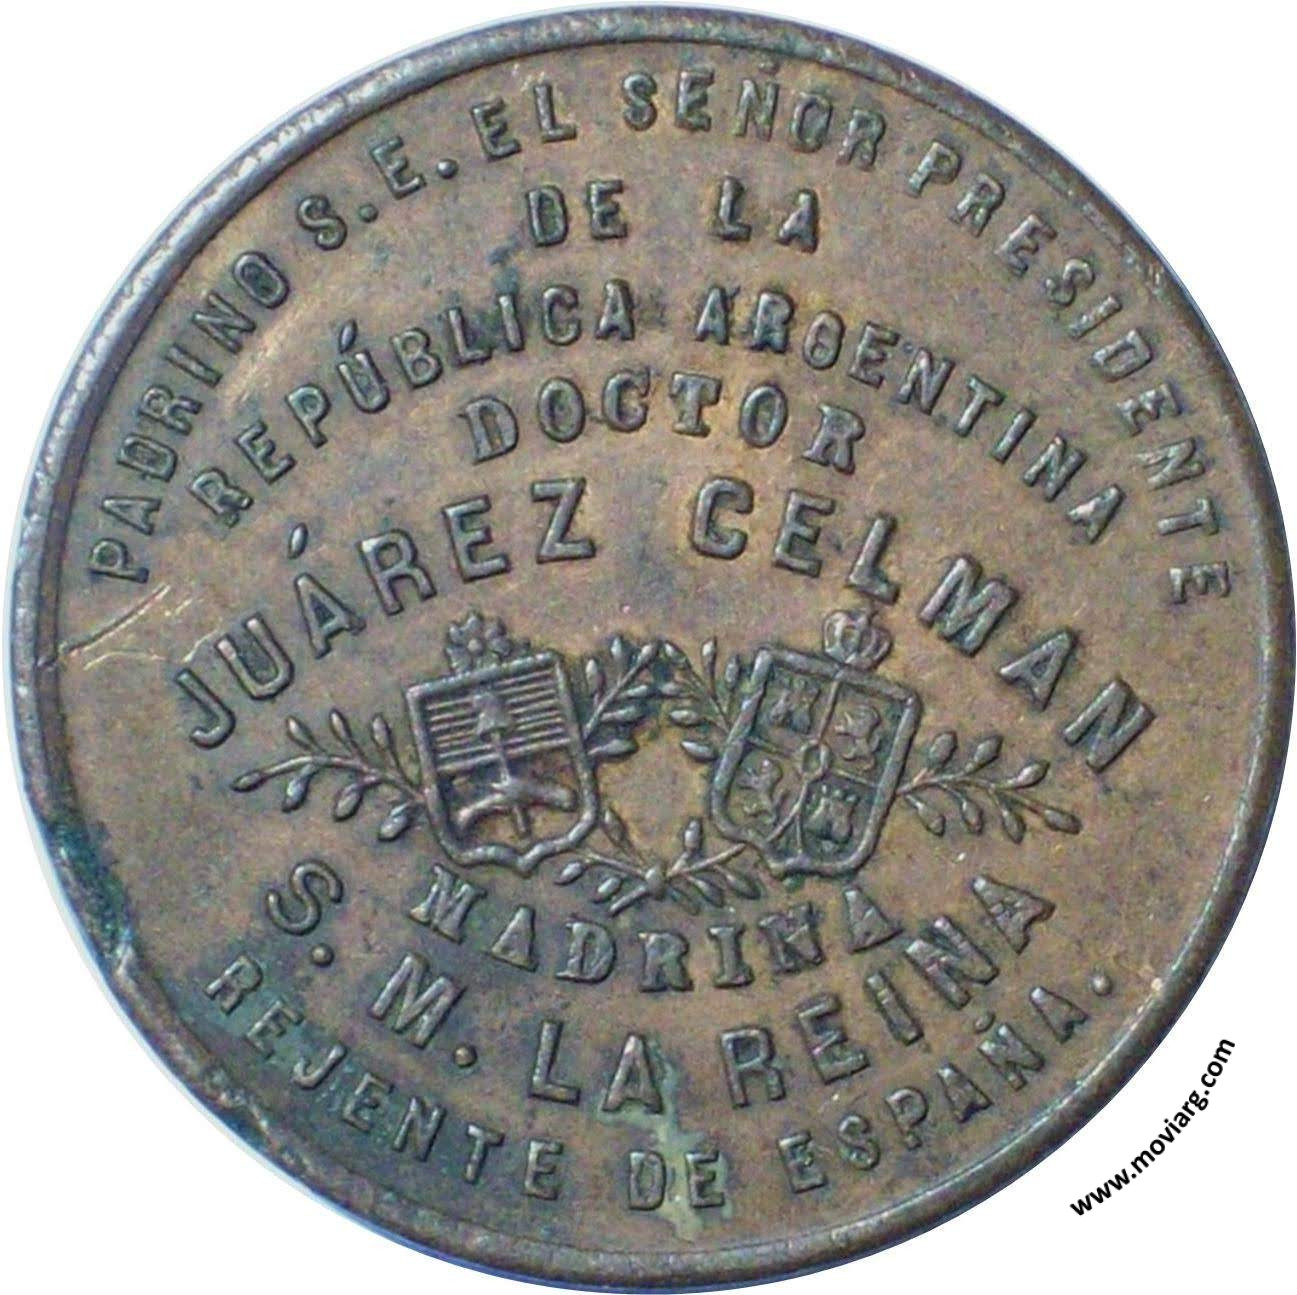 PADRINO S.E. EL SEÑOR PRESIDENTE
DE LA
REPÚBLICA ARGENTINA
DOCTOR
JUÁREZ CELMAN
MADRINA
S. M. LA REINA
REJENTE DE ESPAÑA.
www.moviarg.com